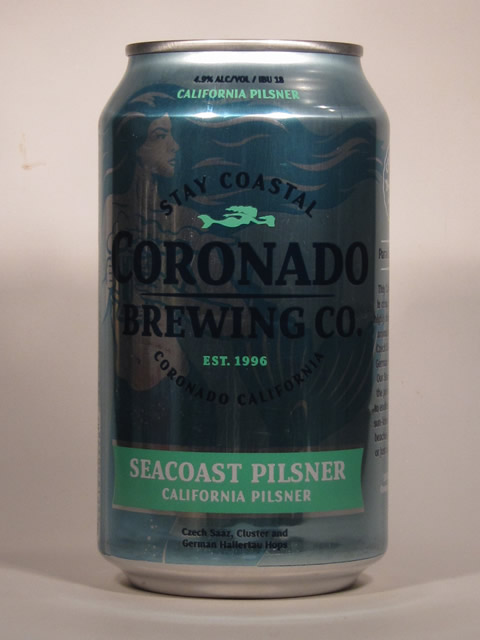 4.9% ALC/VOL / IBU 18
CALIFORNIA PILSNER
STAY COASTAL
CORONADO
BREWING CO.
EST. 1996
CORONADO CALIFORNIA
SEACOAST PILSNER
CALIFORNIA PILSNER
Czech Saaz, Cluster and
German Hallertau Hops